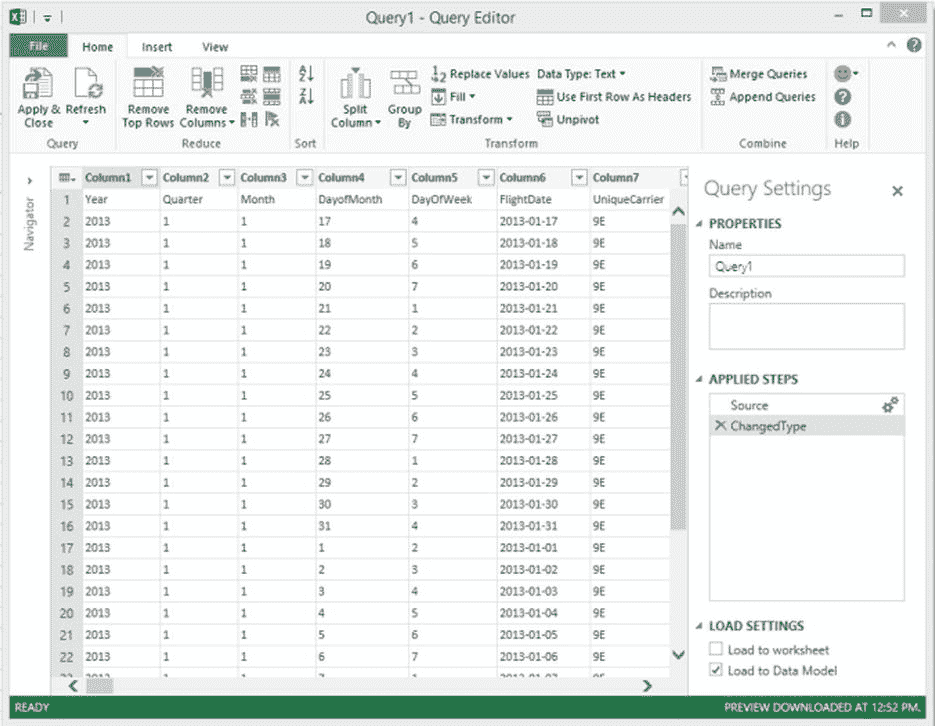 Query1 - Query Editor
File Home Insert View
Apply & Close
Refresh
Query
Remove Top Rows
Remove Columns
Reduce
Sort
Split Column
Group By
Replace Values
Data Type: Text
Fill
Use First Row As Headers
Transform
Unpivot
Transform
Merge Queries
Append Queries
Combine
Help
Navigator
Column1 Column2 Column3 Column4 Column5 Column6 Column7
1 Year Quarter Month DayofMonth DayOfWeek FlightDate UniqueCarrier
2 2013 1 1 17 4 2013-01-17 9E
3 2013 1 1 18 5 2013-01-18 9E
4 2013 1 1 19 6 2013-01-19 9E
5 2013 1 1 20 7 2013-01-20 9E
6 2013 1 1 21 1 2013-01-21 9E
7 2013 1 1 22 2 2013-01-22 9E
8 2013 1 1 23 3 2013-01-23 9E
9 2013 1 1 24 4 2013-01-24 9E
10 2013 1 1 25 5 2013-01-25 9E
11 2013 1 1 26 6 2013-01-26 9E
12 2013 1 1 27 7 2013-01-27 9E
13 2013 1 1 28 1 2013-01-28 9E
14 2013 1 1 29 2 2013-01-29 9E
15 2013 1 1 30 3 2013-01-30 9E
16 2013 1 1 31 4 2013-01-31 9E
17 2013 1 1 1 2 2013-01-01 9E
18 2013 1 1 2 3 2013-01-02 9E
19 2013 1 1 3 4 2013-01-03 9E
20 2013 1 1 4 5 2013-01-04 9E
21 2013 1 1 5 6 2013-01-05 9E
22 2013 1 1 6 7 2013-01-06 9E
Query Settings
PROPERTIES
Name
Query1
Description
APPLIED STEPS
Source
ChangedType
LOAD SETTINGS
Load to worksheet
Load to Data Model
READY
PREVIEW DOWNLOADED AT 12:52 PM.